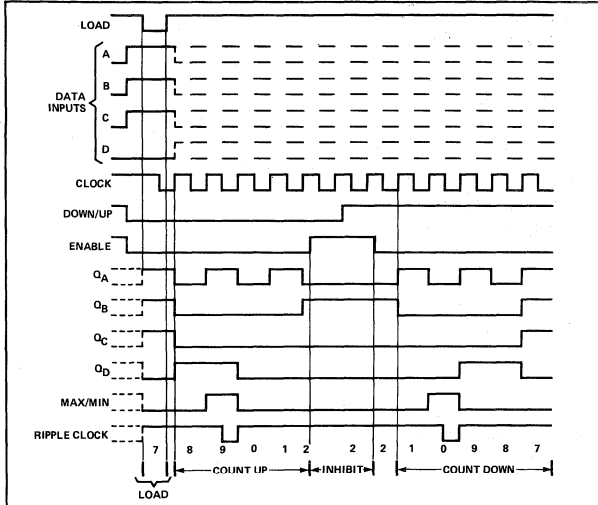 LOAD
A
B
DATA INPUTS
C
D
CLOCK
DOWN/UP
ENABLE
QA
QB
QC
QD
MAX/MIN
RIPPLE CLOCK
7 8 9 0 1 2 2 2 1 0 9 8 7
COUNT UP INHIBIT COUNT DOWN
LOAD